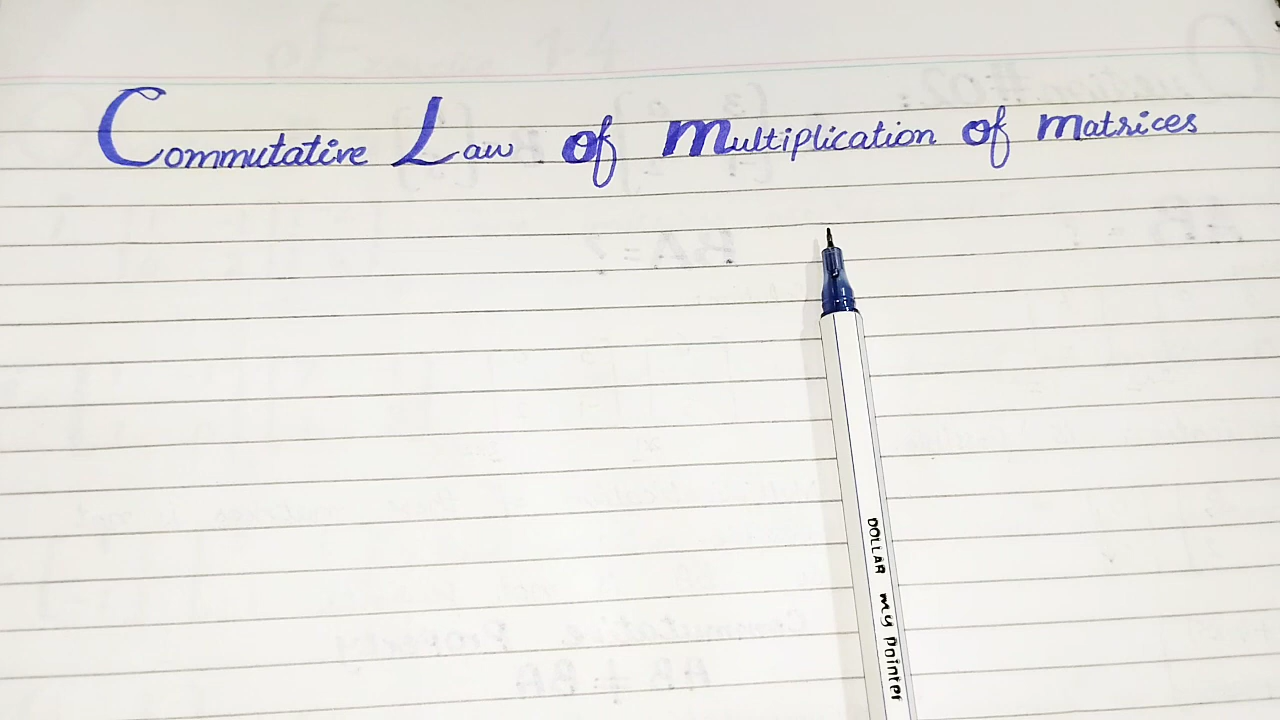 Commutative Law of Multiplication of Matrices
DOLLAR my Pointer